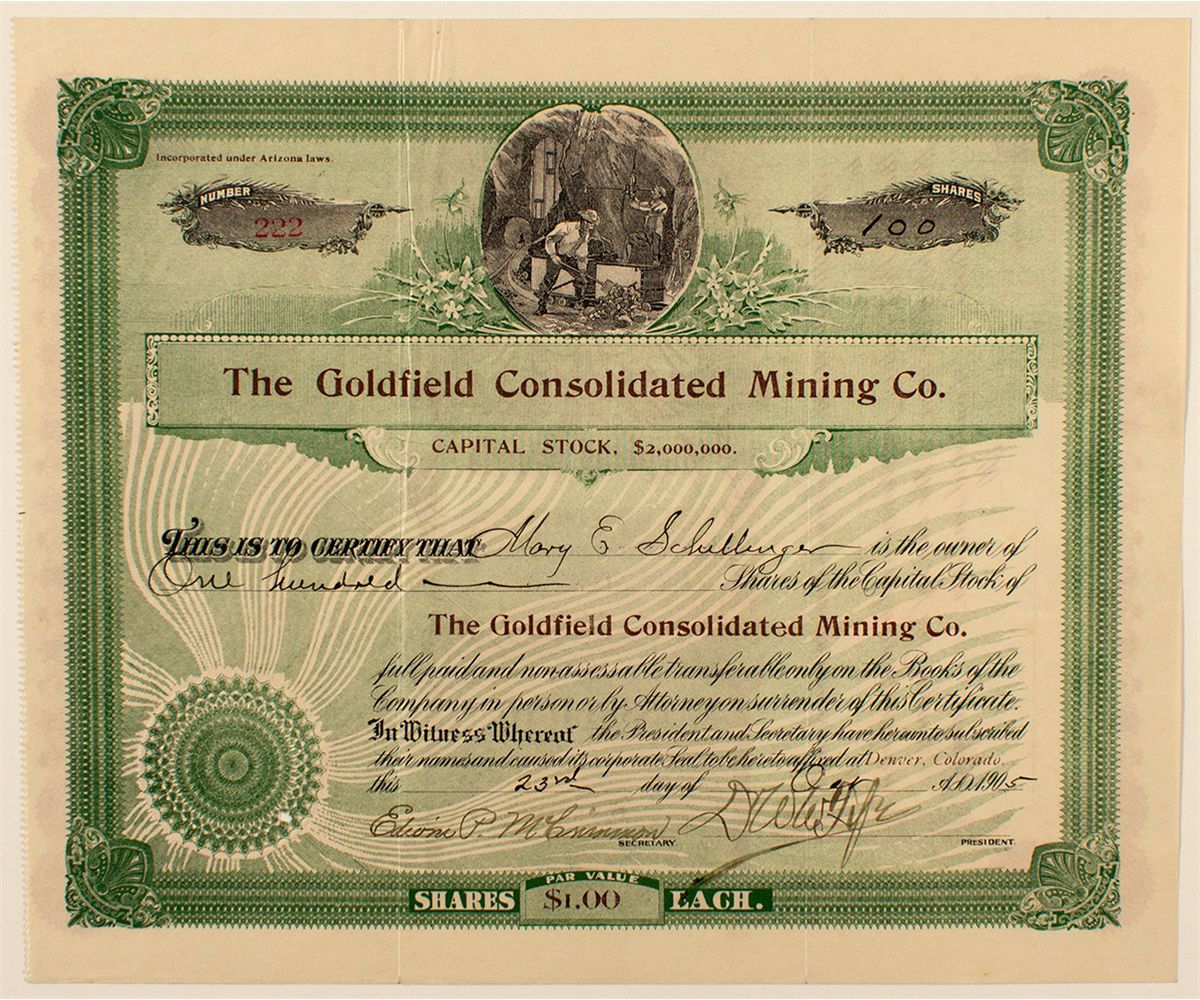 Incorporated under Arizona laws.
NUMBER
222
SHARES
100
The Goldfield Consolidated Mining Co.
CAPITAL STOCK, $2,000,000.
THIS IS TO CERTIFY THAT Mary E. Schellinger is the owner of
One hundred Shares of the Capital Stock of
The Goldfield Consolidated Mining Co.
full paid and non assessable transferable only on the Books of the
Company in person or by Attorney on surrender of this Certificate.
In Witness Whereof the President and Secretary have hereunto subscribed
their names and caused its corporate Seal to be hereto affixed at Denver, Colorado
this 23rd day of A.D. 1905
Edwin P.
SECRETARY.
PRESIDENT.
PAR VALUE
SHARES $1.00 EACH.